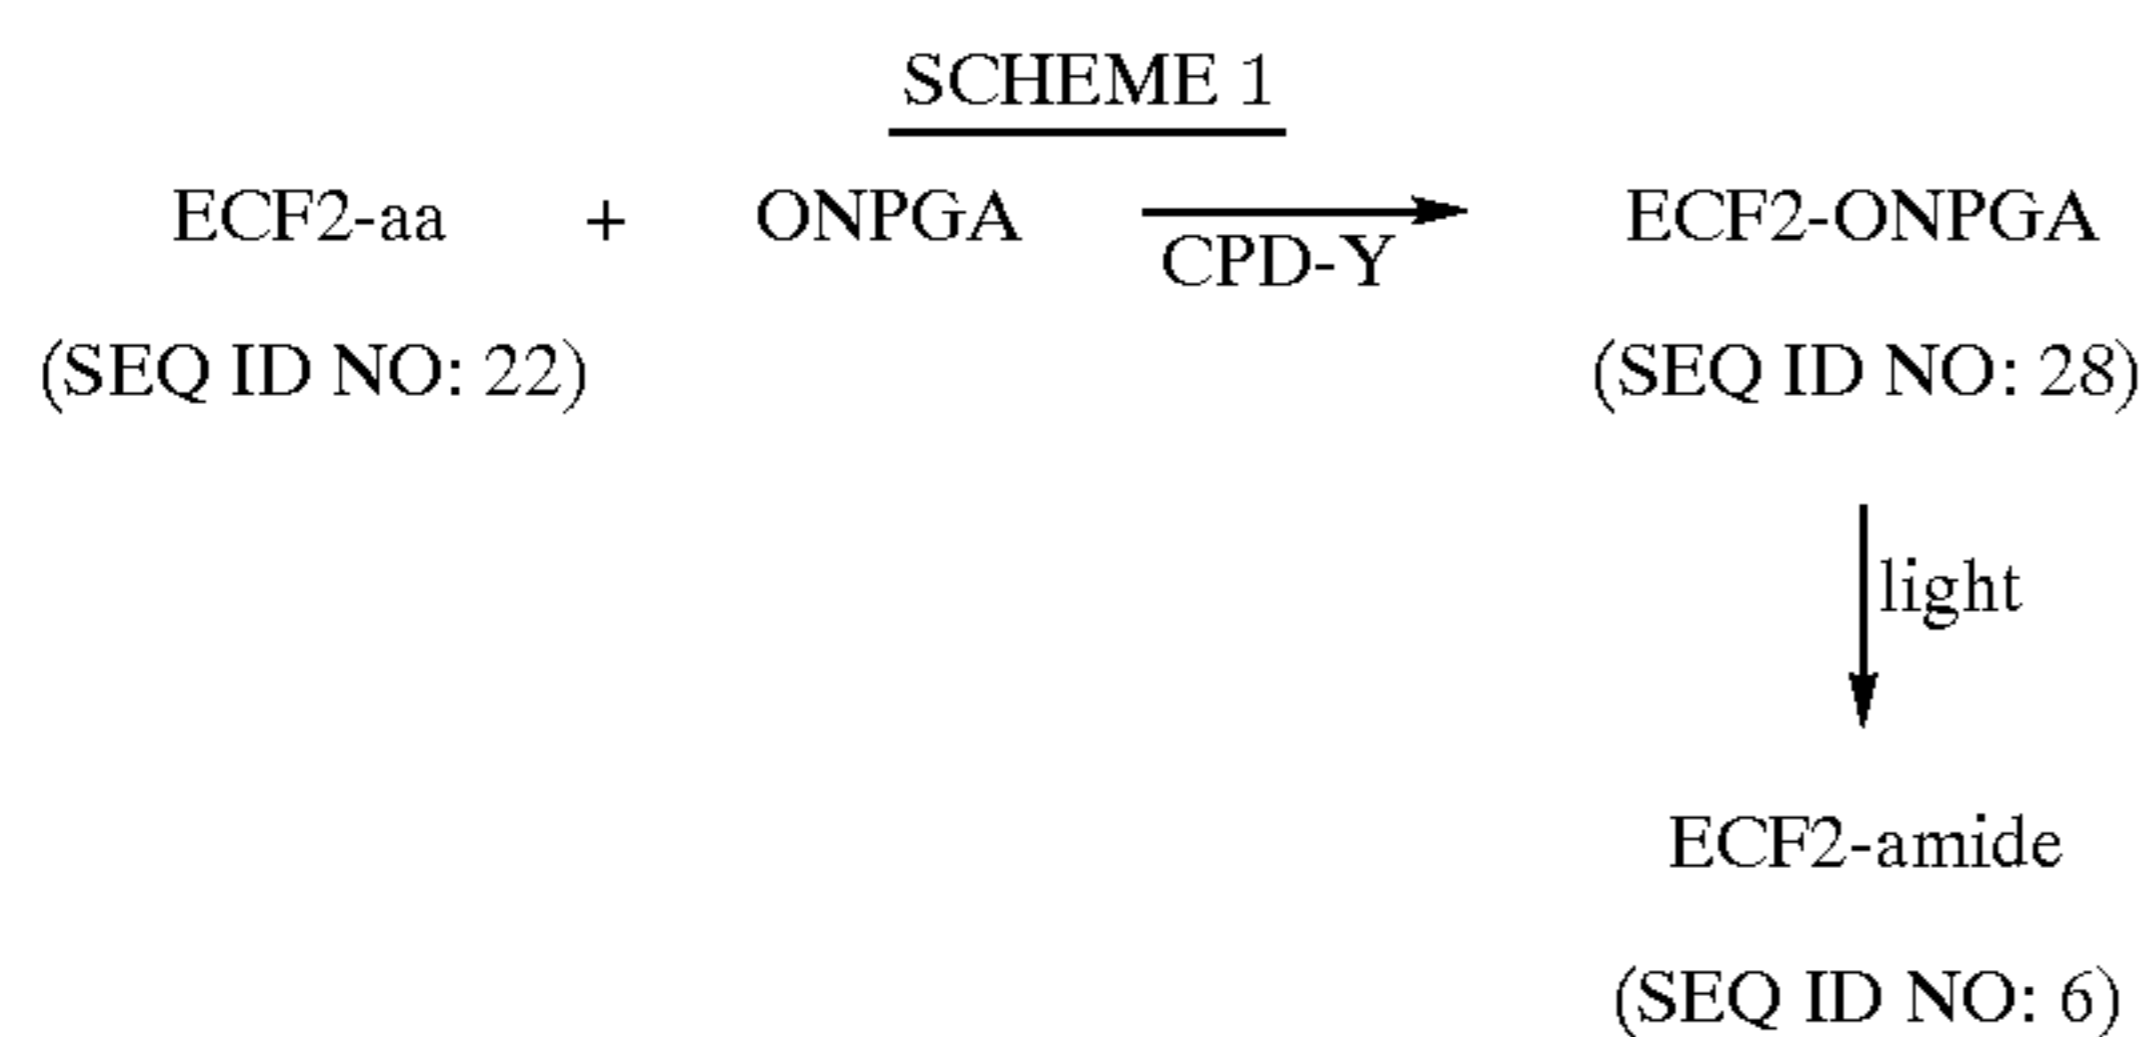 SCHEME 1
ECF2-aa + ONPGA CPD-Y ECF2-ONPGA
(SEQ ID NO: 22) (SEQ ID NO: 28)
light
ECF2-amide
(SEQ ID NO: 6)